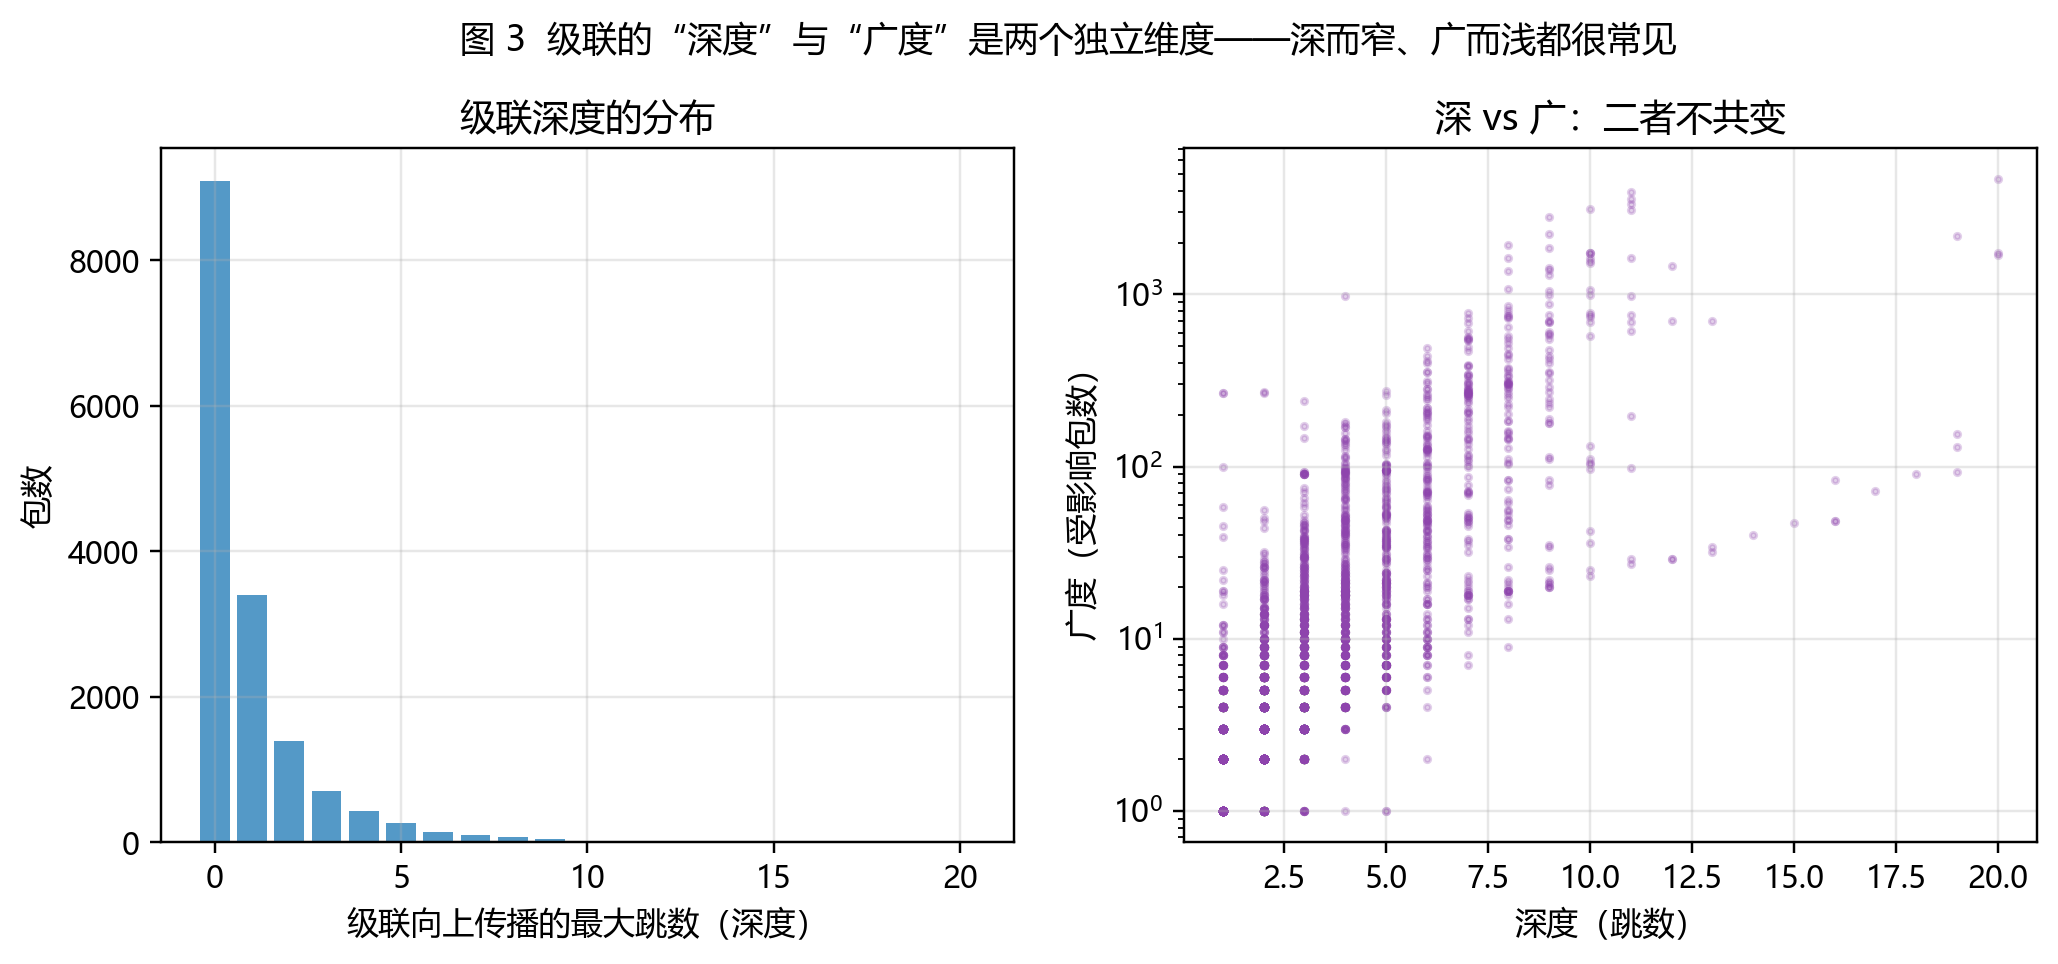 图 3 级联的“深度”与“广度”是两个独立维度——深而窄、广而浅都很常见
级联深度的分布
包数
8000
6000
4000
2000
0
0 5 10 15 20
级联向上传播的最大跳数（深度）
深 vs 广：二者不共变
广度（受影响包数）
10³
10²
10¹
10⁰
2.5 5.0 7.5 10.0 12.5 15.0 17.5 20.0
深度（跳数）